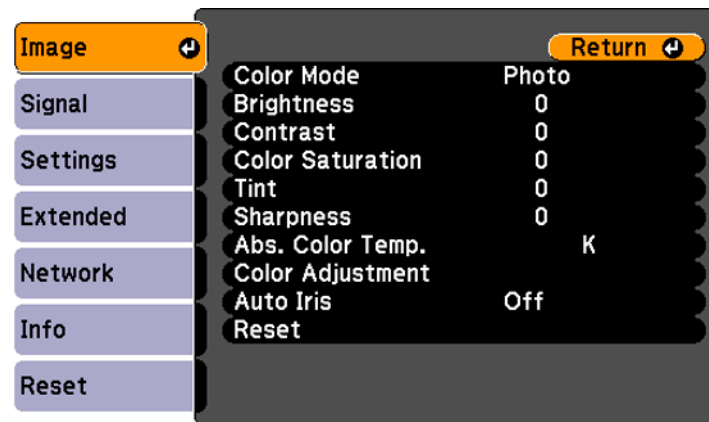 Image
Signal
Settings
Extended
Network
Info
Reset
Return
Color Mode Photo
Brightness 0
Contrast 0
Color Saturation 0
Tint 0
Sharpness 0
Abs. Color Temp. K
Color Adjustment
Auto Iris Off
Reset